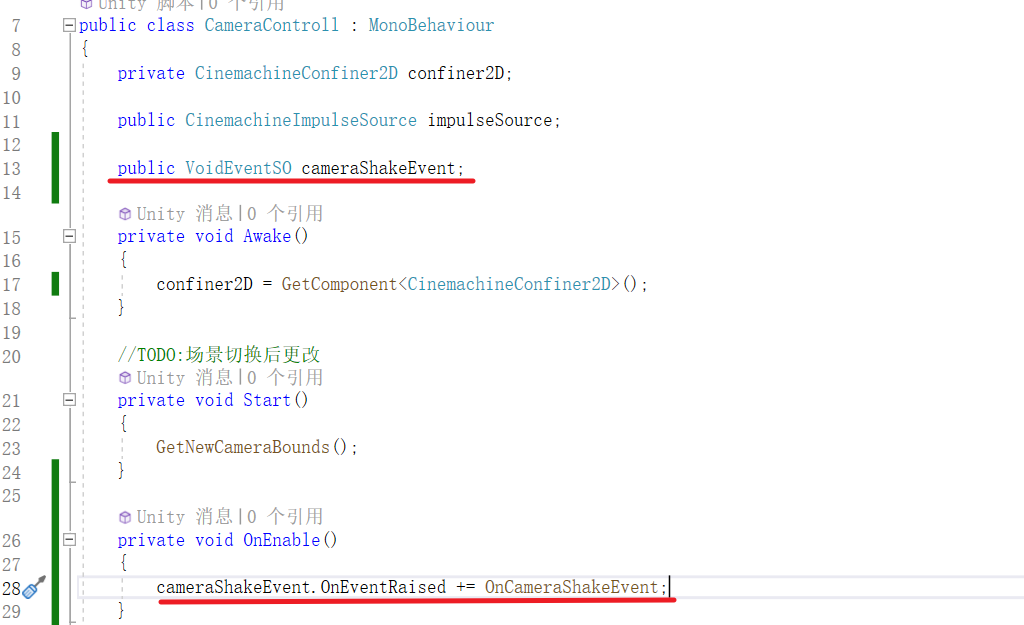 Unity 脚本|0 个引用
7 public class CameraControll : MonoBehaviour
8 {
9 private CinemachineConfiner2D confiner2D;
10
11 public CinemachineImpulseSource impulseSource;
12
13 public VoidEventSO cameraShakeEvent;
14
Unity 消息|0 个引用
15 private void Awake()
16 {
17 confiner2D = GetComponent<CinemachineConfiner2D>();
18 }
19
20 //TODO:场景切换后更改
Unity 消息|0 个引用
21 private void Start()
22 {
23 GetNewCameraBounds();
24 }
25
Unity 消息|0 个引用
26 private void OnEnable()
27 {
28 cameraShakeEvent.OnEventRaised += OnCameraShakeEvent;
29 }